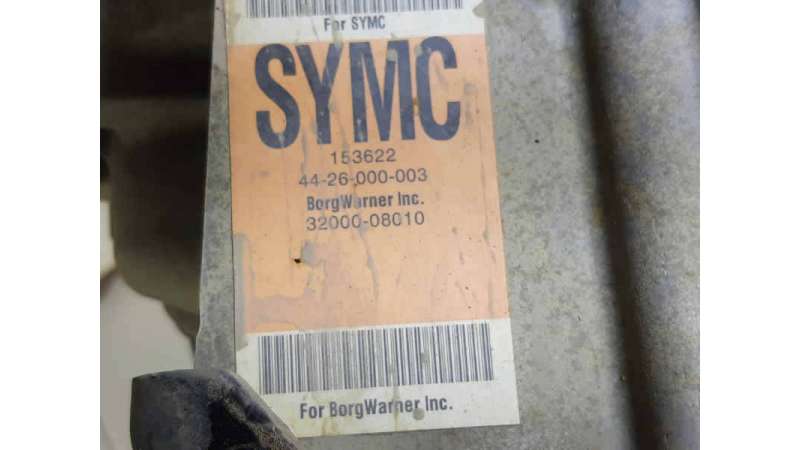 For SYMC
SYMC
153622
44-26-000-003
BorgWarner Inc.
32000-08010
For BorgWarner Inc.